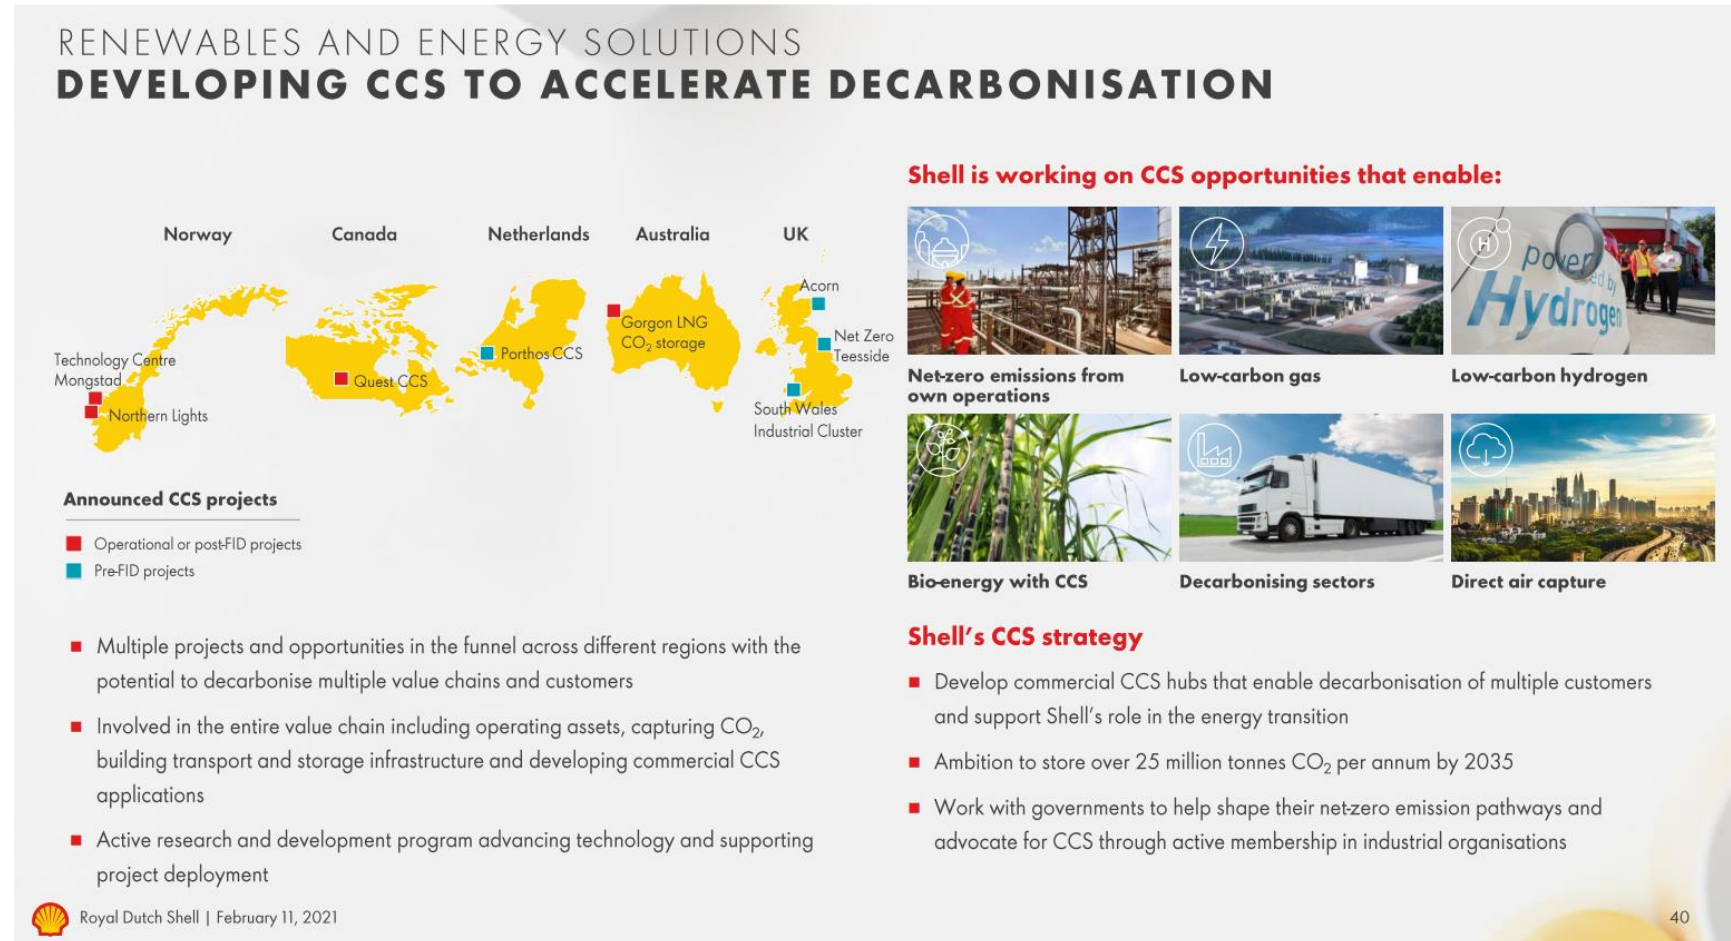 RENEWABLES AND ENERGY SOLUTIONS
DEVELOPING CCS TO ACCELERATE DECARBONISATION
Norway
Canada
Netherlands
Australia
UK
Technology Centre
Mongstad
Northern Lights
Quest CCS
Porthos CCS
Gorgon LNG
CO₂ storage
Acorn
Net Zero
Teesside
South Wales
Industrial Cluster
Announced CCS projects
Operational or post-FID projects
Pre-FID projects
Multiple projects and opportunities in the funnel across different regions with the
potential to decarbonise multiple value chains and customers
Involved in the entire value chain including operating assets, capturing CO₂,
building transport and storage infrastructure and developing commercial CCS
applications
Active research and development program advancing technology and supporting
project deployment
Shell is working on CCS opportunities that enable:
H
powered by
Hydrogen
Net-zero emissions from
own operations
Low-carbon gas
Low-carbon hydrogen
Bio-energy with CCS
Decarbonising sectors
Direct air capture
Shell's CCS strategy
Develop commercial CCS hubs that enable decarbonisation of multiple customers
and support Shell's role in the energy transition
Ambition to store over 25 million tonnes CO₂ per annum by 2035
Work with governments to help shape their net-zero emission pathways and
advocate for CCS through active membership in industrial organisations
Royal Dutch Shell | February 11, 2021
40